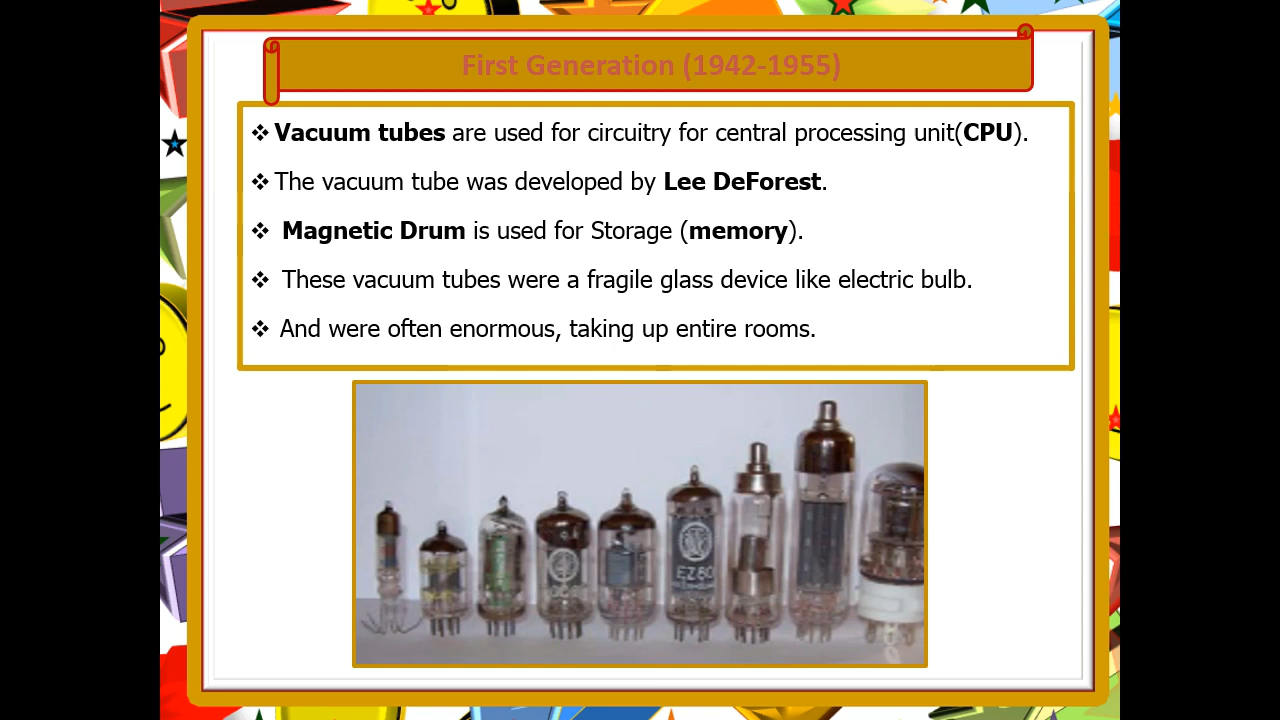 First Generation (1942-1955)
❖Vacuum tubes are used for circuitry for central processing unit(CPU).
❖The vacuum tube was developed by Lee DeForest.
❖ Magnetic Drum is used for Storage (memory).
❖ These vacuum tubes were a fragile glass device like electric bulb.
❖ And were often enormous, taking up entire rooms.
EZ80